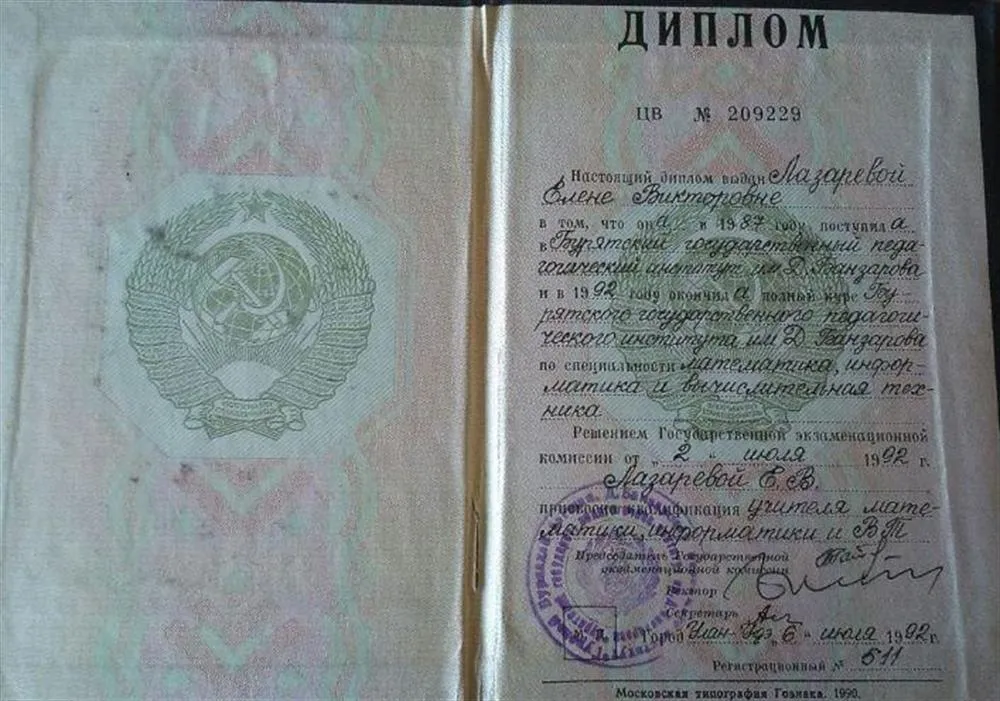 ДИПЛОМ
ЦВ № 209229
Настоящий диплом выдан Лазаревой
Елене Викторовне
в том, что она в 1987 году поступила
в Бурятский государственный педа-
гогический институт им Д. Банзарова
и в 1992 году окончила полный курс Бу-
рятского государственного педагоги-
ческого института им Д. Банзарова
по специальности математика, инфор-
матика и вычислительная тех-
ника
Решением Государственной экзаменационной
комиссии от „ 2 “ июля 1992 г.
Лазаревой Е. В.
присвоена квалификация учителя мате-
матики, информатики и ВТ
Председатель Государственной
экзаменационной комиссии
Ректор
Секретарь
М. П. Город Улан-Удэ „ 6 “ июля 1992 г.
Регистрационный № 511
Московская типография Гознака. 1990.